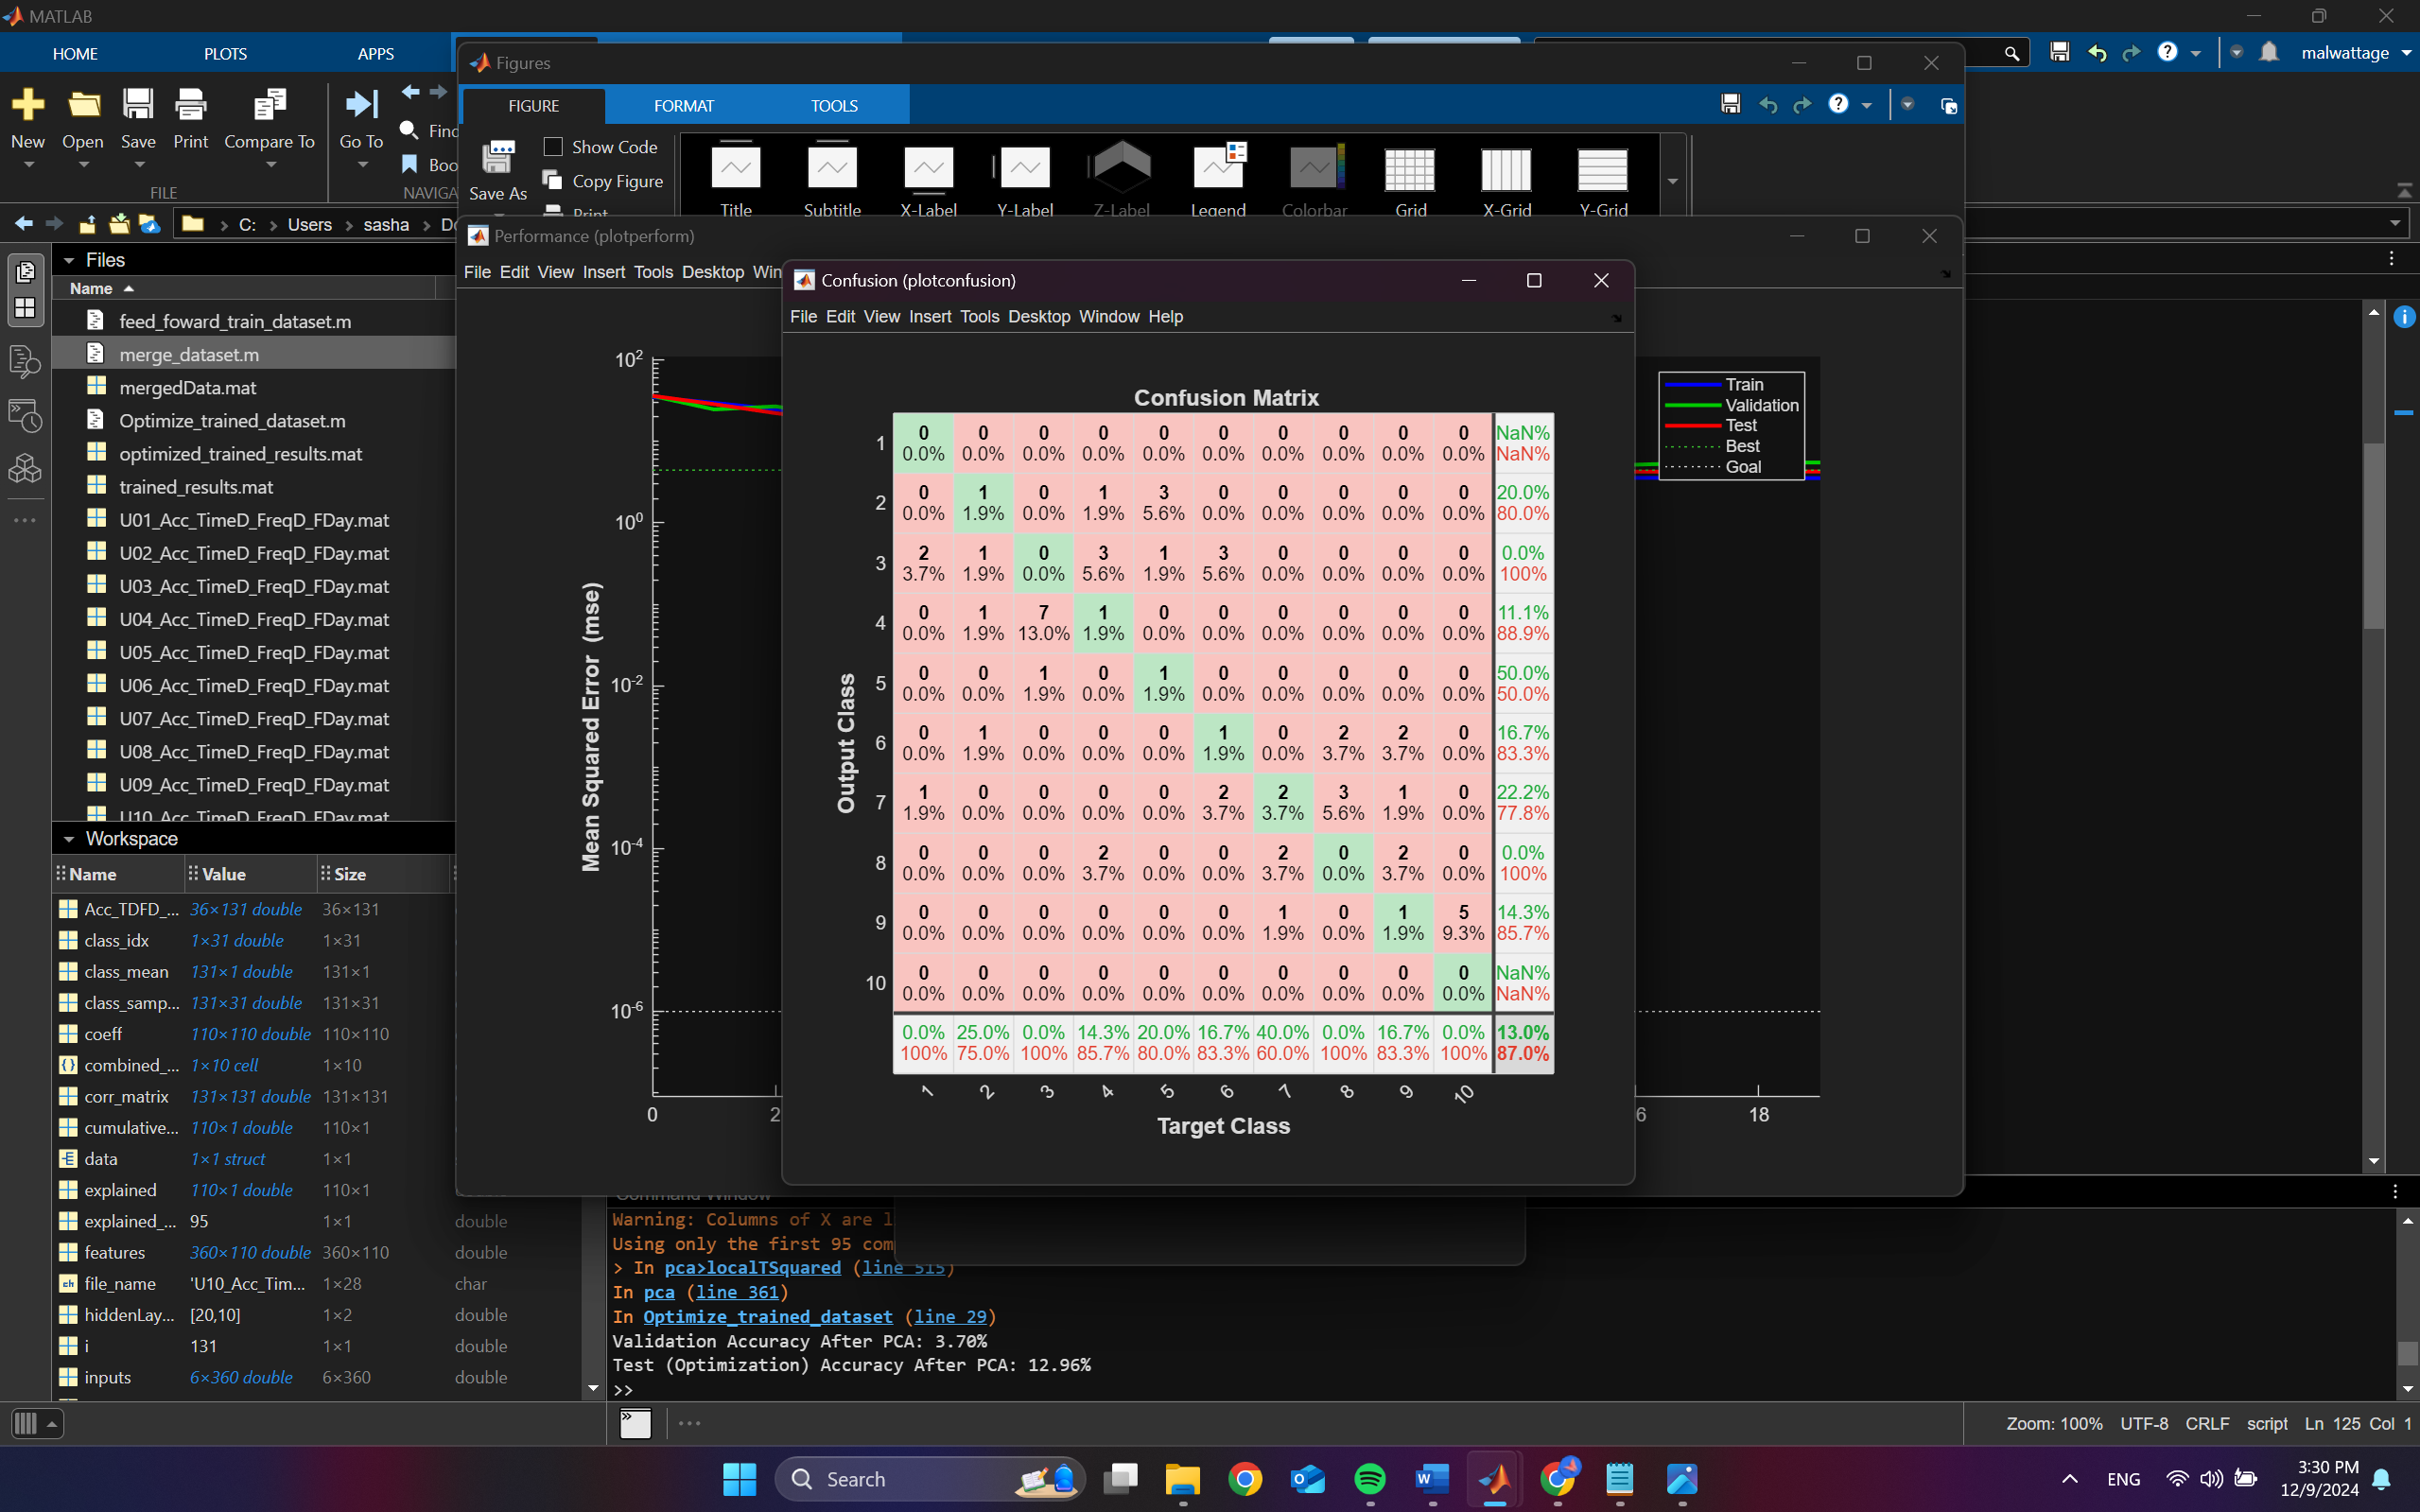 MATLAB
HOME PLOTS APPS
malwattage
New Open Save Print Compare To Go To Find
FILE
C: Users sasha
Files
Name
feed_foward_train_dataset.m
merge_dataset.m
mergedData.mat
Optimize_trained_dataset.m
optimized_trained_results.mat
trained_results.mat
U01_Acc_TimeD_FreqD_FDay.mat
U02_Acc_TimeD_FreqD_FDay.mat
U03_Acc_TimeD_FreqD_FDay.mat
U04_Acc_TimeD_FreqD_FDay.mat
U05_Acc_TimeD_FreqD_FDay.mat
U06_Acc_TimeD_FreqD_FDay.mat
U07_Acc_TimeD_FreqD_FDay.mat
U08_Acc_TimeD_FreqD_FDay.mat
U09_Acc_TimeD_FreqD_FDay.mat
U10_Acc_TimeD_FreqD_FDay.mat
Workspace
Name Value Size
Acc_TDFD_... 36×131 double 36×131
class_idx 1×31 double 1×31
class_mean 131×1 double 131×1
class_samp... 131×31 double 131×31
coeff 110×110 double 110×110
combined_... 1×10 cell 1×10
corr_matrix 131×131 double 131×131
cumulative... 110×1 double 110×1
data 1×1 struct 1×1
explained 110×1 double 110×1
explained_... 95 1×1 double
features 360×110 double 360×110 double
file_name 'U10_Acc_Tim... 1×28 char
hiddenLay... [20,10] 1×2 double
i 131 1×1 double
inputs 6×360 double 6×360 double
Figures
FIGURE FORMAT TOOLS
Save As
Show Code
Copy Figure
Print
Title Subtitle X-Label Y-Label Z-Label Legend Colorbar Grid X-Grid Y-Grid
Performance (plotperform)
File Edit View Insert Tools Desktop Win
Mean Squared Error (mse)
10²
10⁰
10⁻²
10⁻⁴
10⁻⁶
0 2 6 18
Train
Validation
Test
Best
Goal
Confusion (plotconfusion)
File Edit View Insert Tools Desktop Window Help
Confusion Matrix
Output Class
1 0 0 0 0 0 0 0 0 0 0 NaN%
0.0% 0.0% 0.0% 0.0% 0.0% 0.0% 0.0% 0.0% 0.0% 0.0% NaN%
2 0 1 0 1 3 0 0 0 0 0 20.0%
0.0% 1.9% 0.0% 1.9% 5.6% 0.0% 0.0% 0.0% 0.0% 0.0% 80.0%
3 2 1 0 3 1 3 0 0 0 0 0.0%
3.7% 1.9% 0.0% 5.6% 1.9% 5.6% 0.0% 0.0% 0.0% 0.0% 100%
4 0 1 7 1 0 0 0 0 0 0 11.1%
0.0% 1.9% 13.0% 1.9% 0.0% 0.0% 0.0% 0.0% 0.0% 0.0% 88.9%
5 0 0 1 0 1 0 0 0 0 0 50.0%
0.0% 0.0% 1.9% 0.0% 1.9% 0.0% 0.0% 0.0% 0.0% 0.0% 50.0%
6 0 1 0 0 0 1 0 2 2 0 16.7%
0.0% 1.9% 0.0% 0.0% 0.0% 1.9% 0.0% 3.7% 3.7% 0.0% 83.3%
7 1 0 0 0 0 2 2 3 1 0 22.2%
1.9% 0.0% 0.0% 0.0% 0.0% 3.7% 3.7% 5.6% 1.9% 0.0% 77.8%
8 0 0 0 2 0 0 2 0 2 0 0.0%
0.0% 0.0% 0.0% 3.7% 0.0% 0.0% 3.7% 0.0% 3.7% 0.0% 100%
9 0 0 0 0 0 0 1 0 1 5 14.3%
0.0% 0.0% 0.0% 0.0% 0.0% 0.0% 1.9% 0.0% 1.9% 9.3% 85.7%
10 0 0 0 0 0 0 0 0 0 0 NaN%
0.0% 0.0% 0.0% 0.0% 0.0% 0.0% 0.0% 0.0% 0.0% 0.0% NaN%
0.0% 25.0% 0.0% 14.3% 20.0% 16.7% 40.0% 0.0% 16.7% 0.0% 13.0%
100% 75.0% 100% 85.7% 80.0% 83.3% 60.0% 100% 83.3% 100% 87.0%
1 2 3 4 5 6 7 8 9 10
Target Class
Command Window
Warning: Columns of X are l
Using only the first 95 com
> In pca>localTSquared (line 515)
In pca (line 361)
In Optimize_trained_dataset (line 29)
Validation Accuracy After PCA: 3.70%
Test (Optimization) Accuracy After PCA: 12.96%
>>
Zoom: 100% UTF-8 CRLF script Ln 125 Col 1
Search
ENG
3:30 PM
12/9/2024